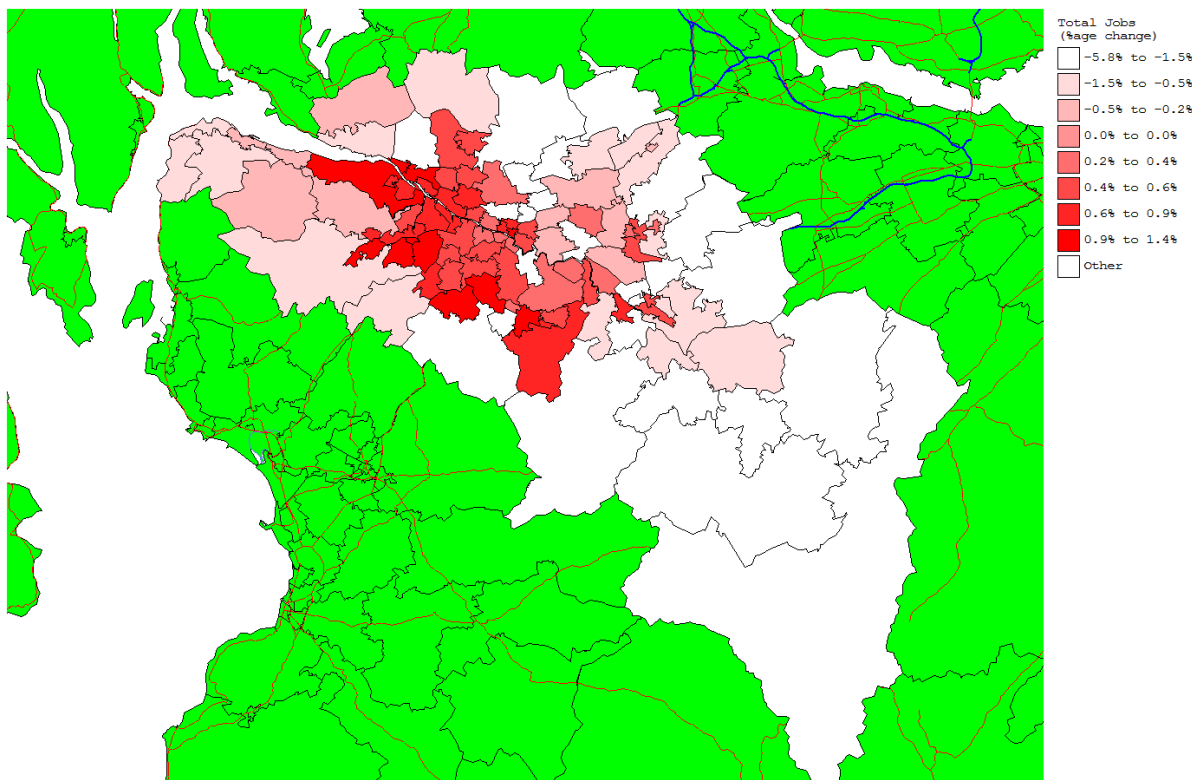 Total Jobs
(%age change)
-5.8% to -1.5%
-1.5% to -0.5%
-0.5% to -0.2%
0.0% to 0.0%
0.2% to 0.4%
0.4% to 0.6%
0.6% to 0.9%
0.9% to 1.4%
Other